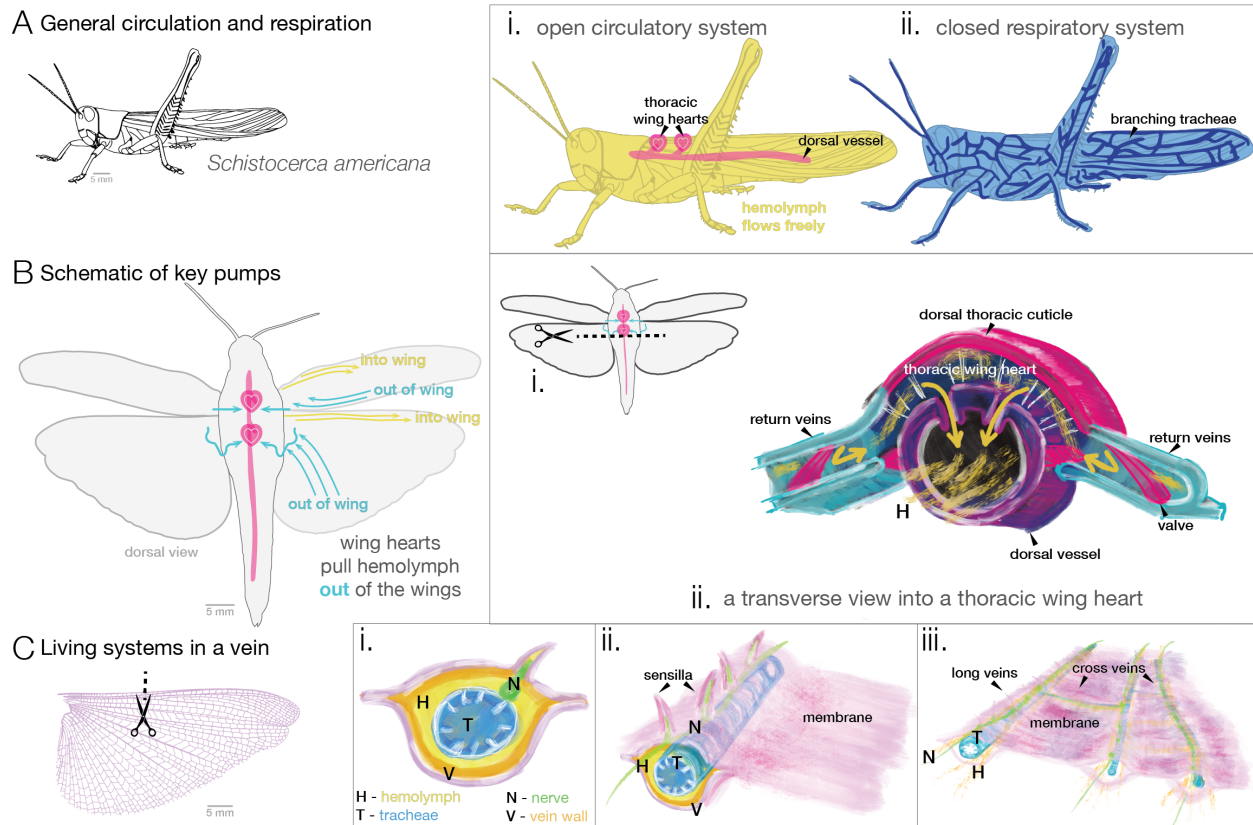 A General circulation and respiration
5 mm
Schistocerca americana
i. open circulatory system
thoracic
wing hearts
dorsal vessel
hemolymph
flows freely
ii. closed respiratory system
branching tracheae
B Schematic of key pumps
into wing
out of wing
into wing
out of wing
dorsal view
5 mm
wing hearts
pull hemolymph
out of the wings
i.
dorsal thoracic cuticle
thoracic wing heart
return veins
return veins
valve
H
dorsal vessel
ii. a transverse view into a thoracic wing heart
C Living systems in a vein
5 mm
i.
H
N
T
V
H - hemolymph
N - nerve
T - tracheae
V - vein wall
ii.
sensilla
N
membrane
H
T
V
iii.
long veins
cross veins
membrane
T
N
H